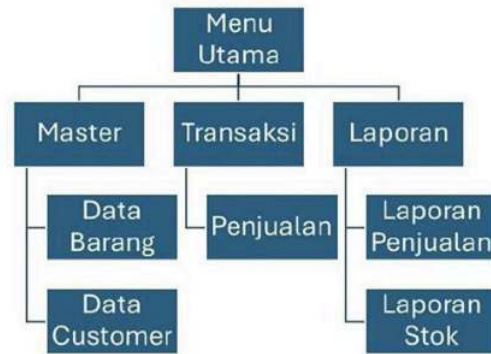 Menu
Utama
Master
Transaksi
Laporan
Data
Barang
Penjualan
Laporan
Penjualan
Data
Customer
Laporan
Stok